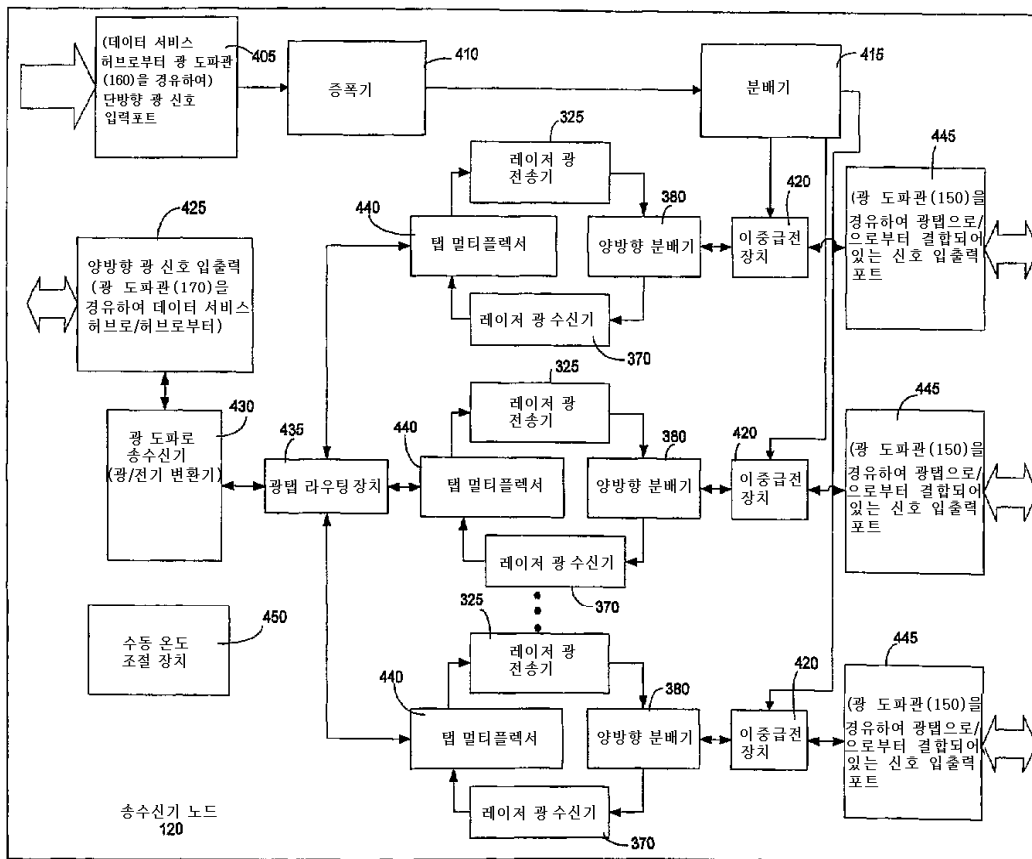 (데이터 서비스
허브로부터 광 도파관
(160)을 경유하여)
단방향 광 신호
입력포트
405
증폭기
410
분배기
415
325
레이저 광
전송기
440
탭 멀티플렉서
380
양방향 분배기
420
이중급전
장치
445
(광 도파관(150)을
경유하여 광탭으로/
으로부터 결합되어
있는 신호 입출력
포트
레이저 광 수신기
370
425
양방향 광 신호 입출력
(광 도파관(170)을
경유하여 데이터 서비스
허브로/허브로부터)
430
광 도파로
송수신기
(광/전기 변환기)
435
광탭 라우팅 장치
325
레이저 광
전송기
440
탭 멀티플렉서
380
양방향 분배기
420
이중급전
장치
445
(광 도파관(150)을
경유하여 광탭으로/
으로부터 결합되어
있는 신호 입출력
포트
레이저 광 수신기
370
450
수동 온도
조절 장치
325
레이저 광
전송기
440
탭 멀티플렉서
380
양방향 분배기
420
이중급전
장치
445
(광 도파관(150)을
경유하여 광탭으로/
으로부터 결합되어
있는 신호 입출력
포트
레이저 광 수신기
370
송수신기 노드
120